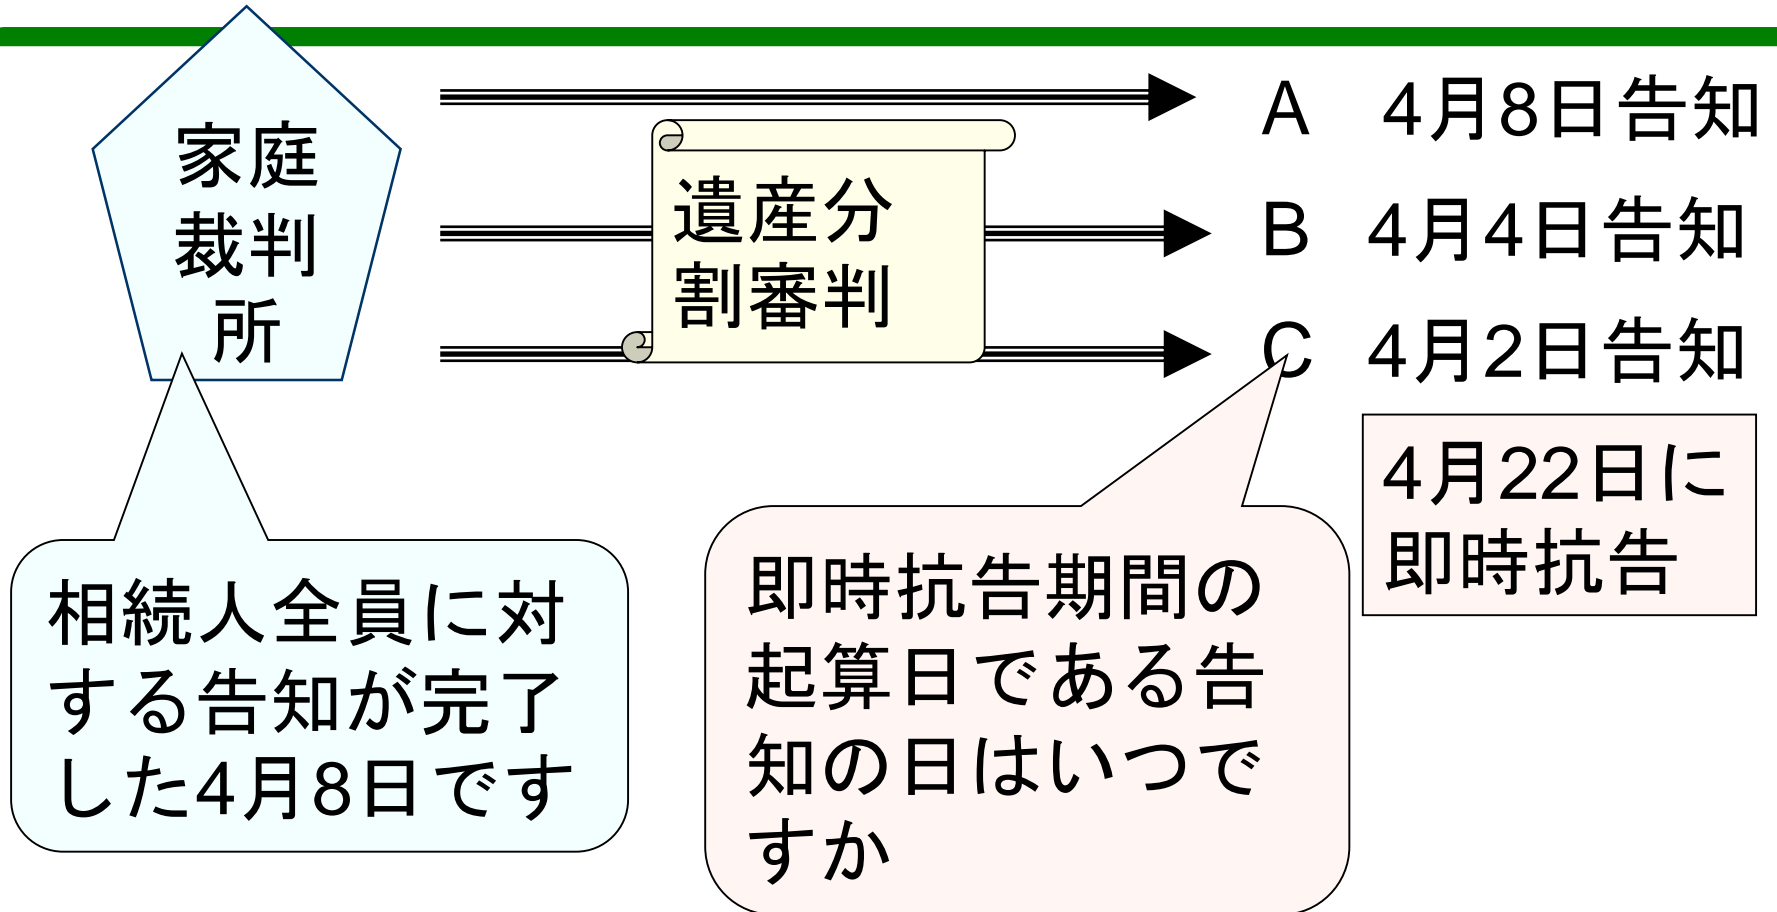 家庭
裁判
所
遺産分
割審判
A 4月8日告知
B 4月4日告知
C 4月2日告知
4月22日に
即時抗告
相続人全員に対
する告知が完了
した4月8日です
即時抗告期間の
起算日である告
知の日はいつで
すか